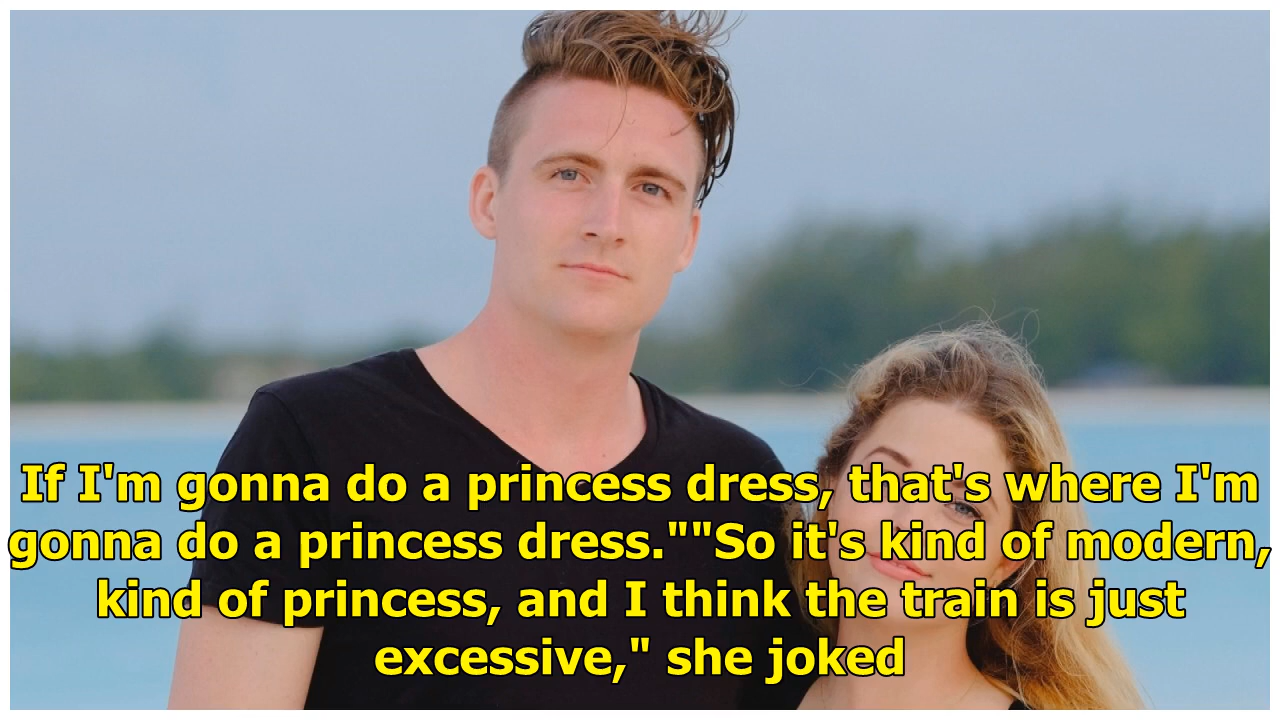 If I'm gonna do a princess dress, that's where I'm
gonna do a princess dress.""So it's kind of modern,
kind of princess, and I think the train is just
excessive," she joked